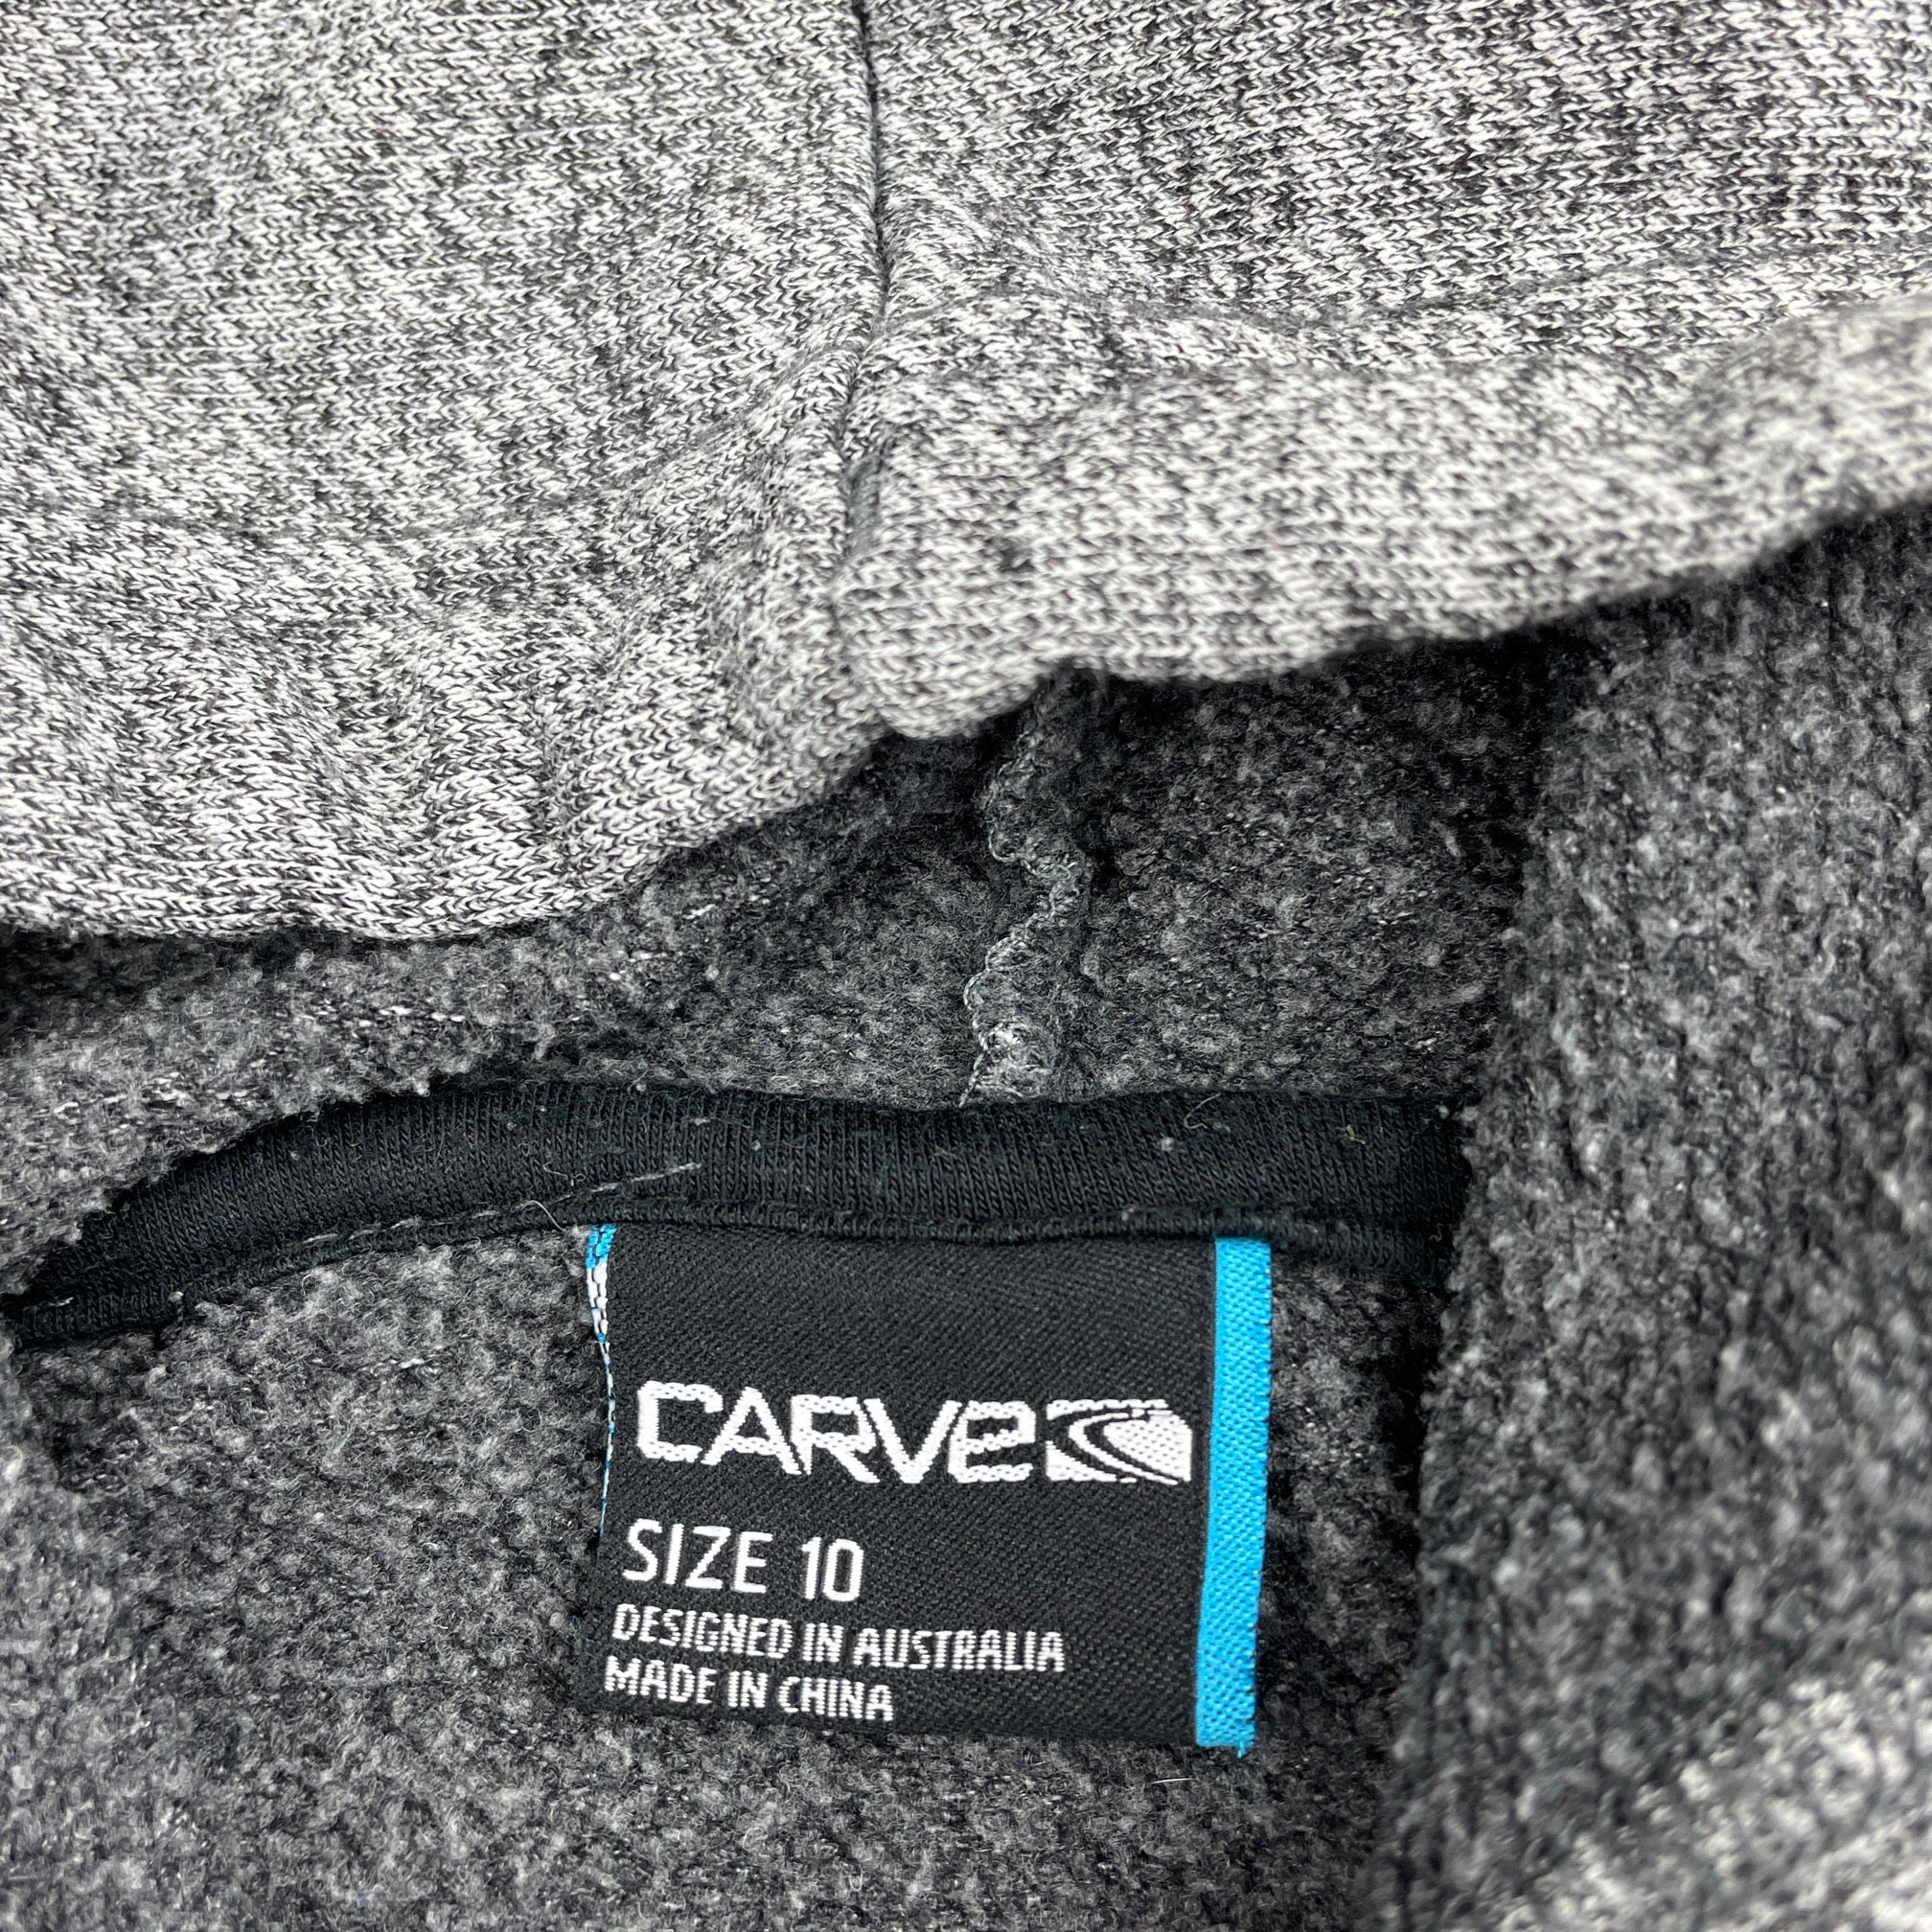 CARVe
SIZE 10
DESIGNED IN AUSTRALIA
MADE IN CHINA